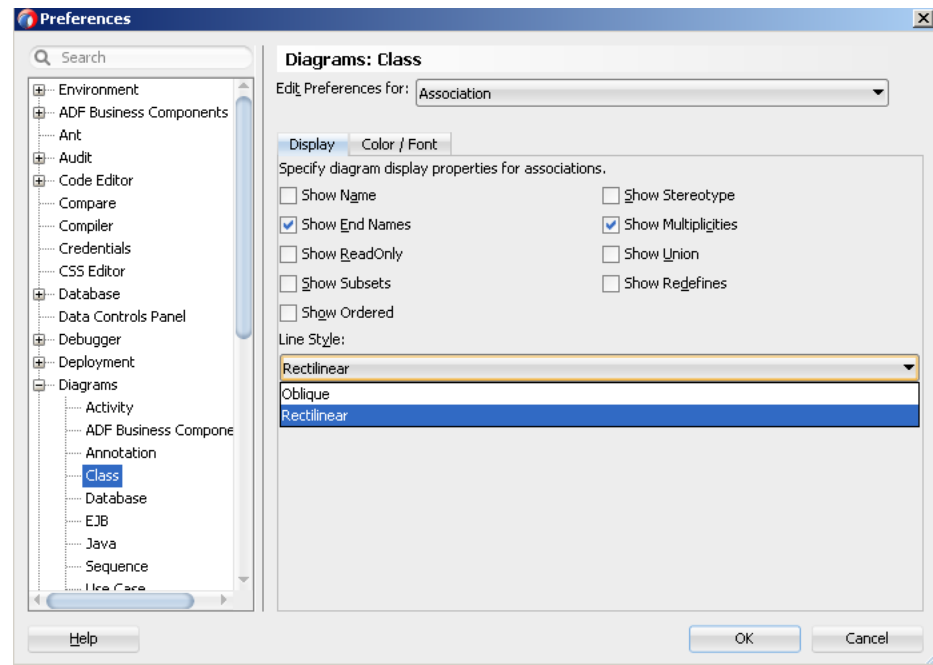 Preferences
Search
Environment
ADF Business Components
Ant
Audit
Code Editor
Compare
Compiler
Credentials
CSS Editor
Database
Data Controls Panel
Debugger
Deployment
Diagrams
Activity
ADF Business Compone
Annotation
Class
Database
EJB
Java
Sequence
Use Case
Diagrams: Class
Edit Preferences for: Association
Display Color / Font
Specify diagram display properties for associations.
Show Name Show Stereotype
Show End Names Show Multiplicities
Show ReadOnly Show Union
Show Subsets Show Redefines
Show Ordered
Line Style:
Rectilinear
Oblique
Rectilinear
Help OK Cancel